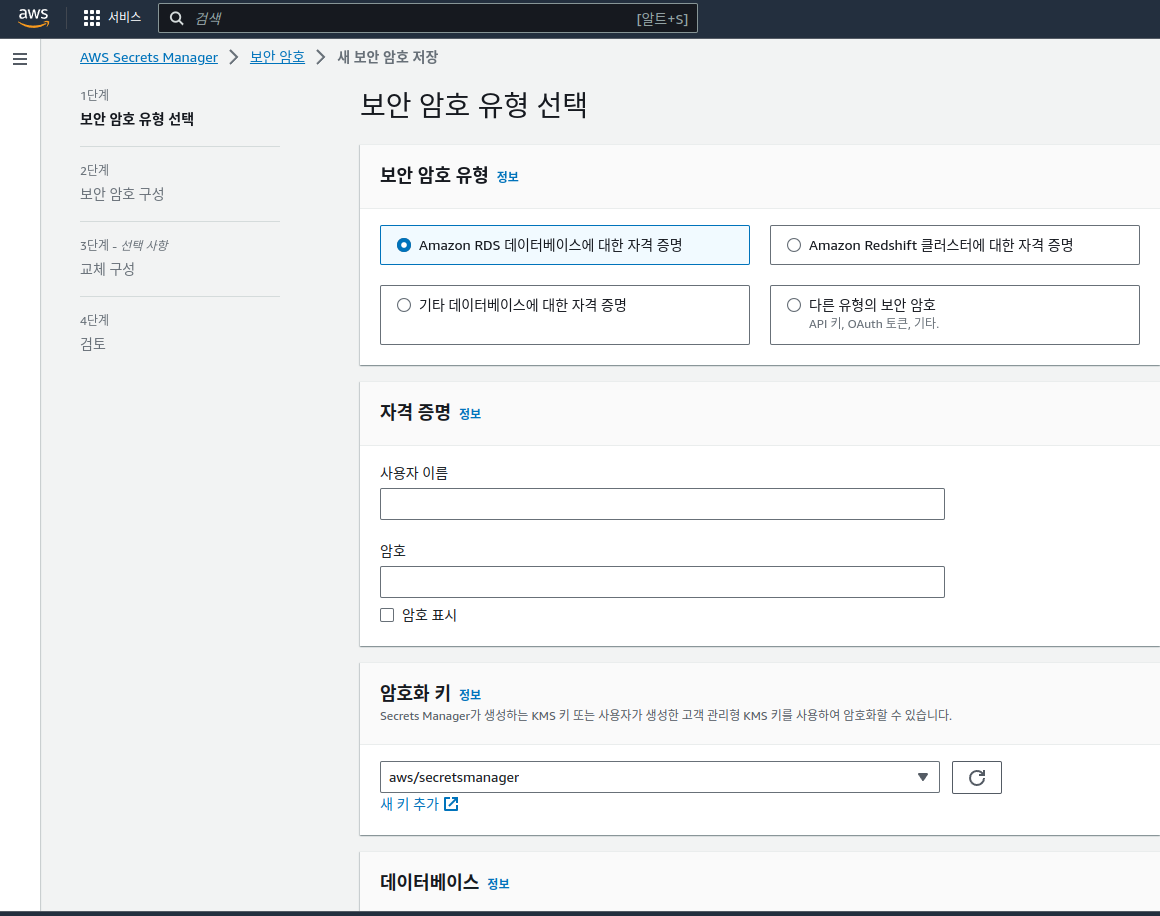 aws 서비스 검색 [알트+S]
AWS Secrets Manager 보안 암호 새 보안 암호 저장
1단계
보안 암호 유형 선택
2단계
보안 암호 구성
3단계 - 선택 사항
교체 구성
4단계
검토
보안 암호 유형 선택
보안 암호 유형 정보
Amazon RDS 데이터베이스에 대한 자격 증명
Amazon Redshift 클러스터에 대한 자격 증명
기타 데이터베이스에 대한 자격 증명
다른 유형의 보안 암호
API 키, OAuth 토큰, 기타.
자격 증명 정보
사용자 이름
암호
암호 표시
암호화 키 정보
Secrets Manager가 생성하는 KMS 키 또는 사용자가 생성한 고객 관리형 KMS 키를 사용하여 암호화할 수 있습니다.
aws/secretsmanager
새 키 추가
데이터베이스 정보